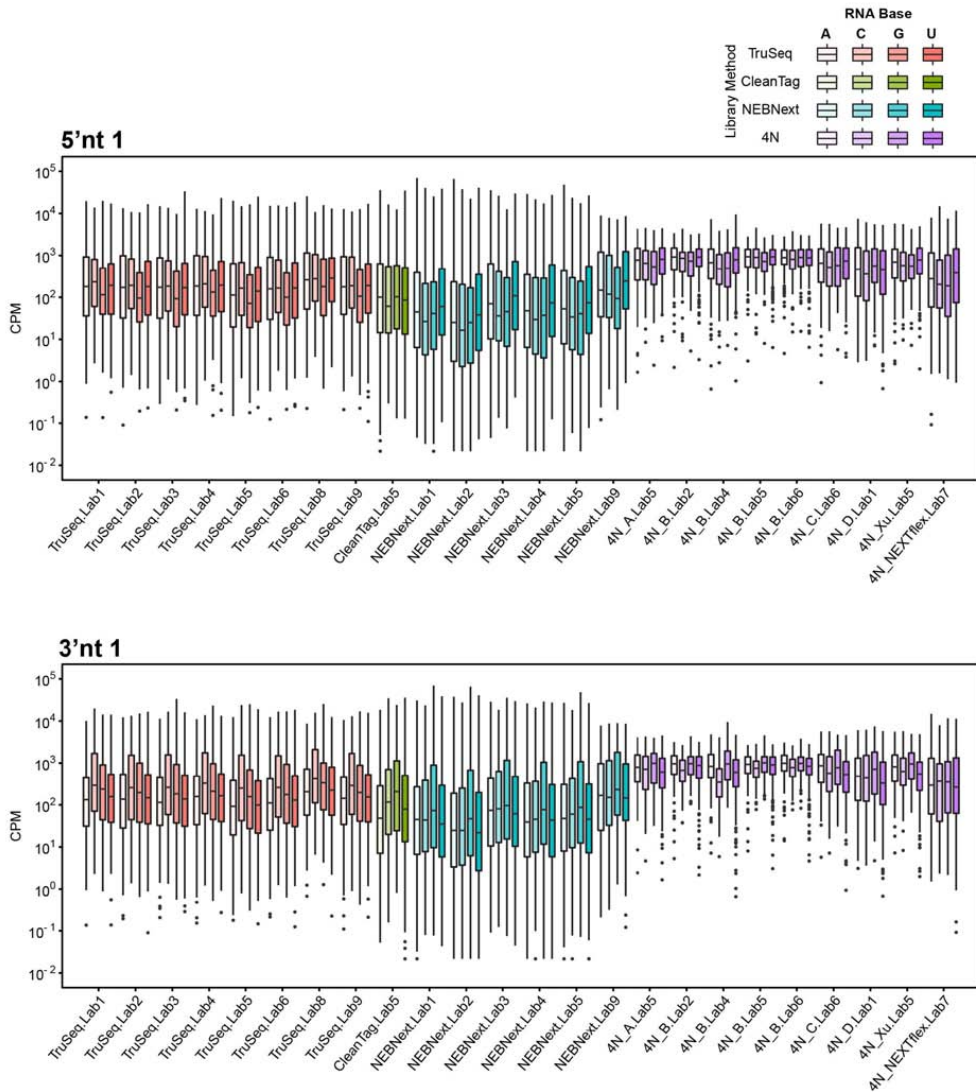 RNA Base
A C G U
Library Method
TruSeq
CleanTag
NEBNext
4N
5'nt 1
CPM
10^5
10^4
10^3
10^2
10^1
10^0
10^-1
10^-2
TruSeq.Lab1
TruSeq.Lab2
TruSeq.Lab3
TruSeq.Lab4
TruSeq.Lab5
TruSeq.Lab6
TruSeq.Lab8
TruSeq.Lab9
CleanTag.Lab5
NEBNext.Lab1
NEBNext.Lab2
NEBNext.Lab3
NEBNext.Lab4
NEBNext.Lab5
NEBNext.Lab9
4N_A.Lab5
4N_B.Lab2
4N_B.Lab4
4N_B.Lab5
4N_B.Lab6
4N_C.Lab6
4N_D.Lab1
4N_Xu.Lab5
4N_NEXTflex.Lab7
3'nt 1
CPM
10^5
10^4
10^3
10^2
10^1
10^0
10^-1
10^-2
TruSeq.Lab1
TruSeq.Lab2
TruSeq.Lab3
TruSeq.Lab4
TruSeq.Lab5
TruSeq.Lab6
TruSeq.Lab8
TruSeq.Lab9
CleanTag.Lab5
NEBNext.Lab1
NEBNext.Lab2
NEBNext.Lab3
NEBNext.Lab4
NEBNext.Lab5
NEBNext.Lab9
4N_A.Lab5
4N_B.Lab2
4N_B.Lab4
4N_B.Lab5
4N_B.Lab6
4N_C.Lab6
4N_D.Lab1
4N_Xu.Lab5
4N_NEXTflex.Lab7